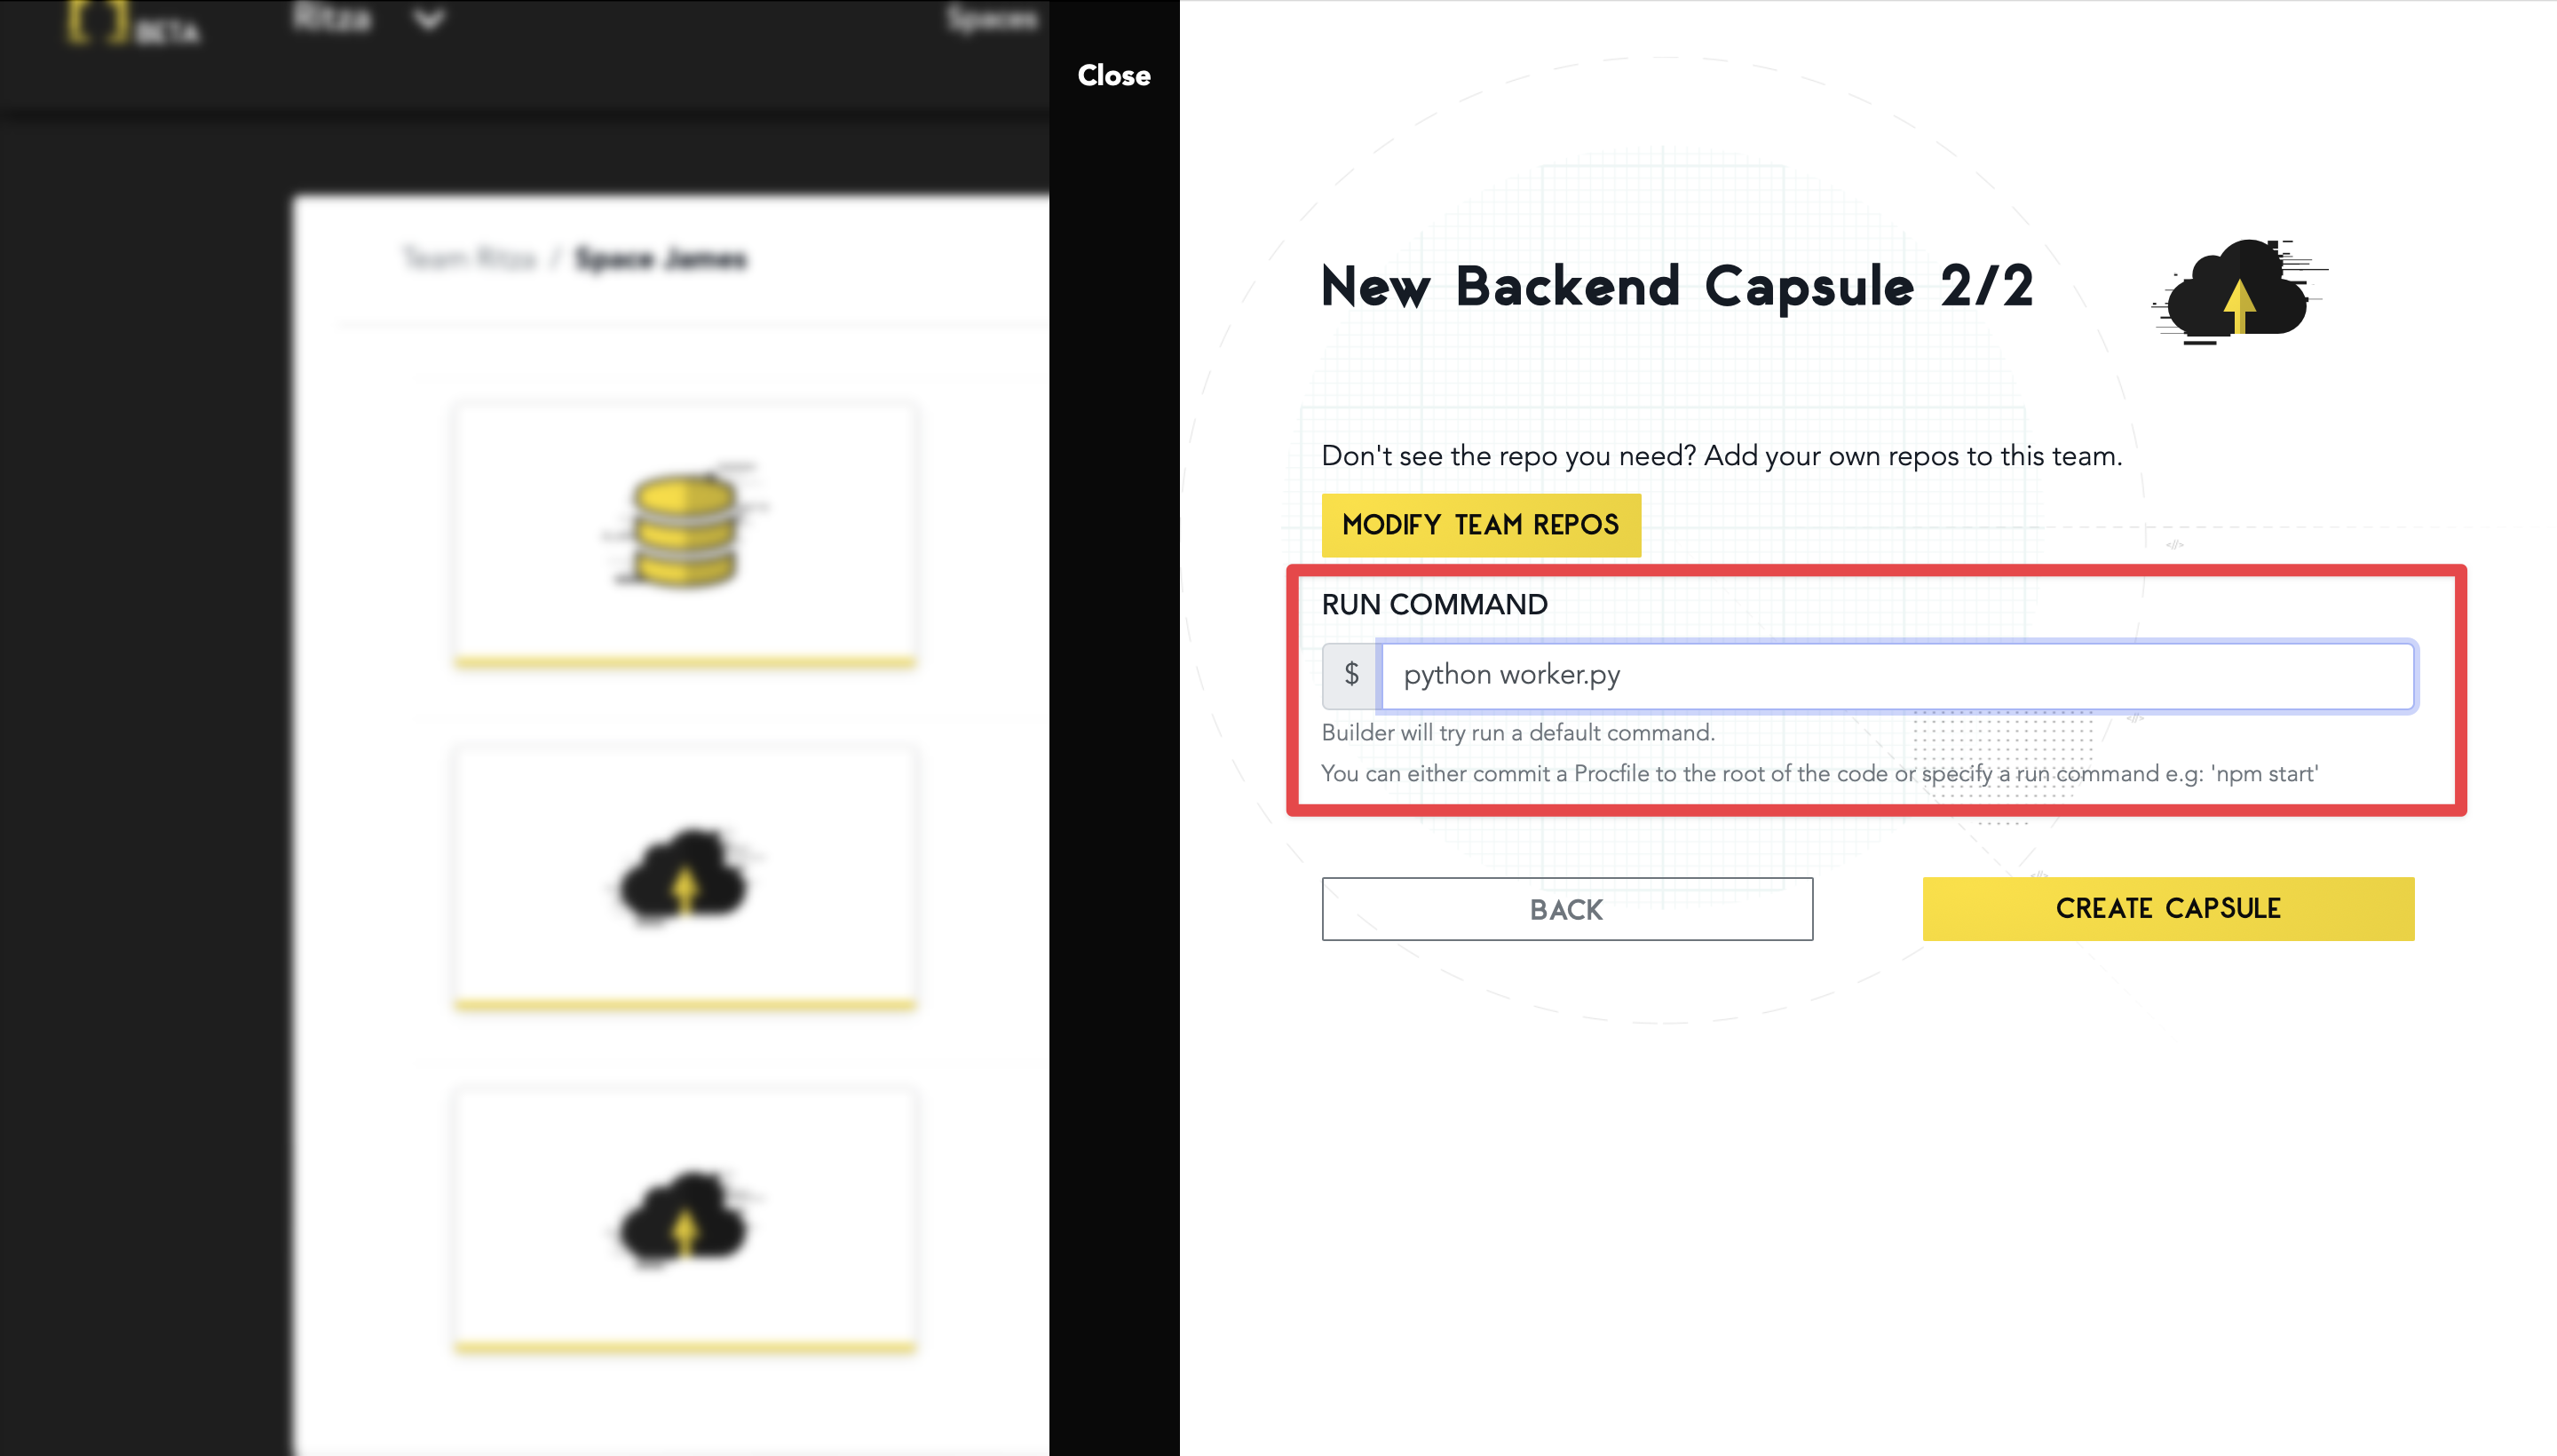 BETA
Ritza
Spaces
Close
Team Ritza / Space James
New Backend Capsule 2/2
Don't see the repo you need? Add your own repos to this team.
MODIFY TEAM REPOS
RUN COMMAND
$ python worker.py
Builder will try run a default command.
You can either commit a Procfile to the root of the code or specify a run command e.g: 'npm start'
BACK
CREATE CAPSULE